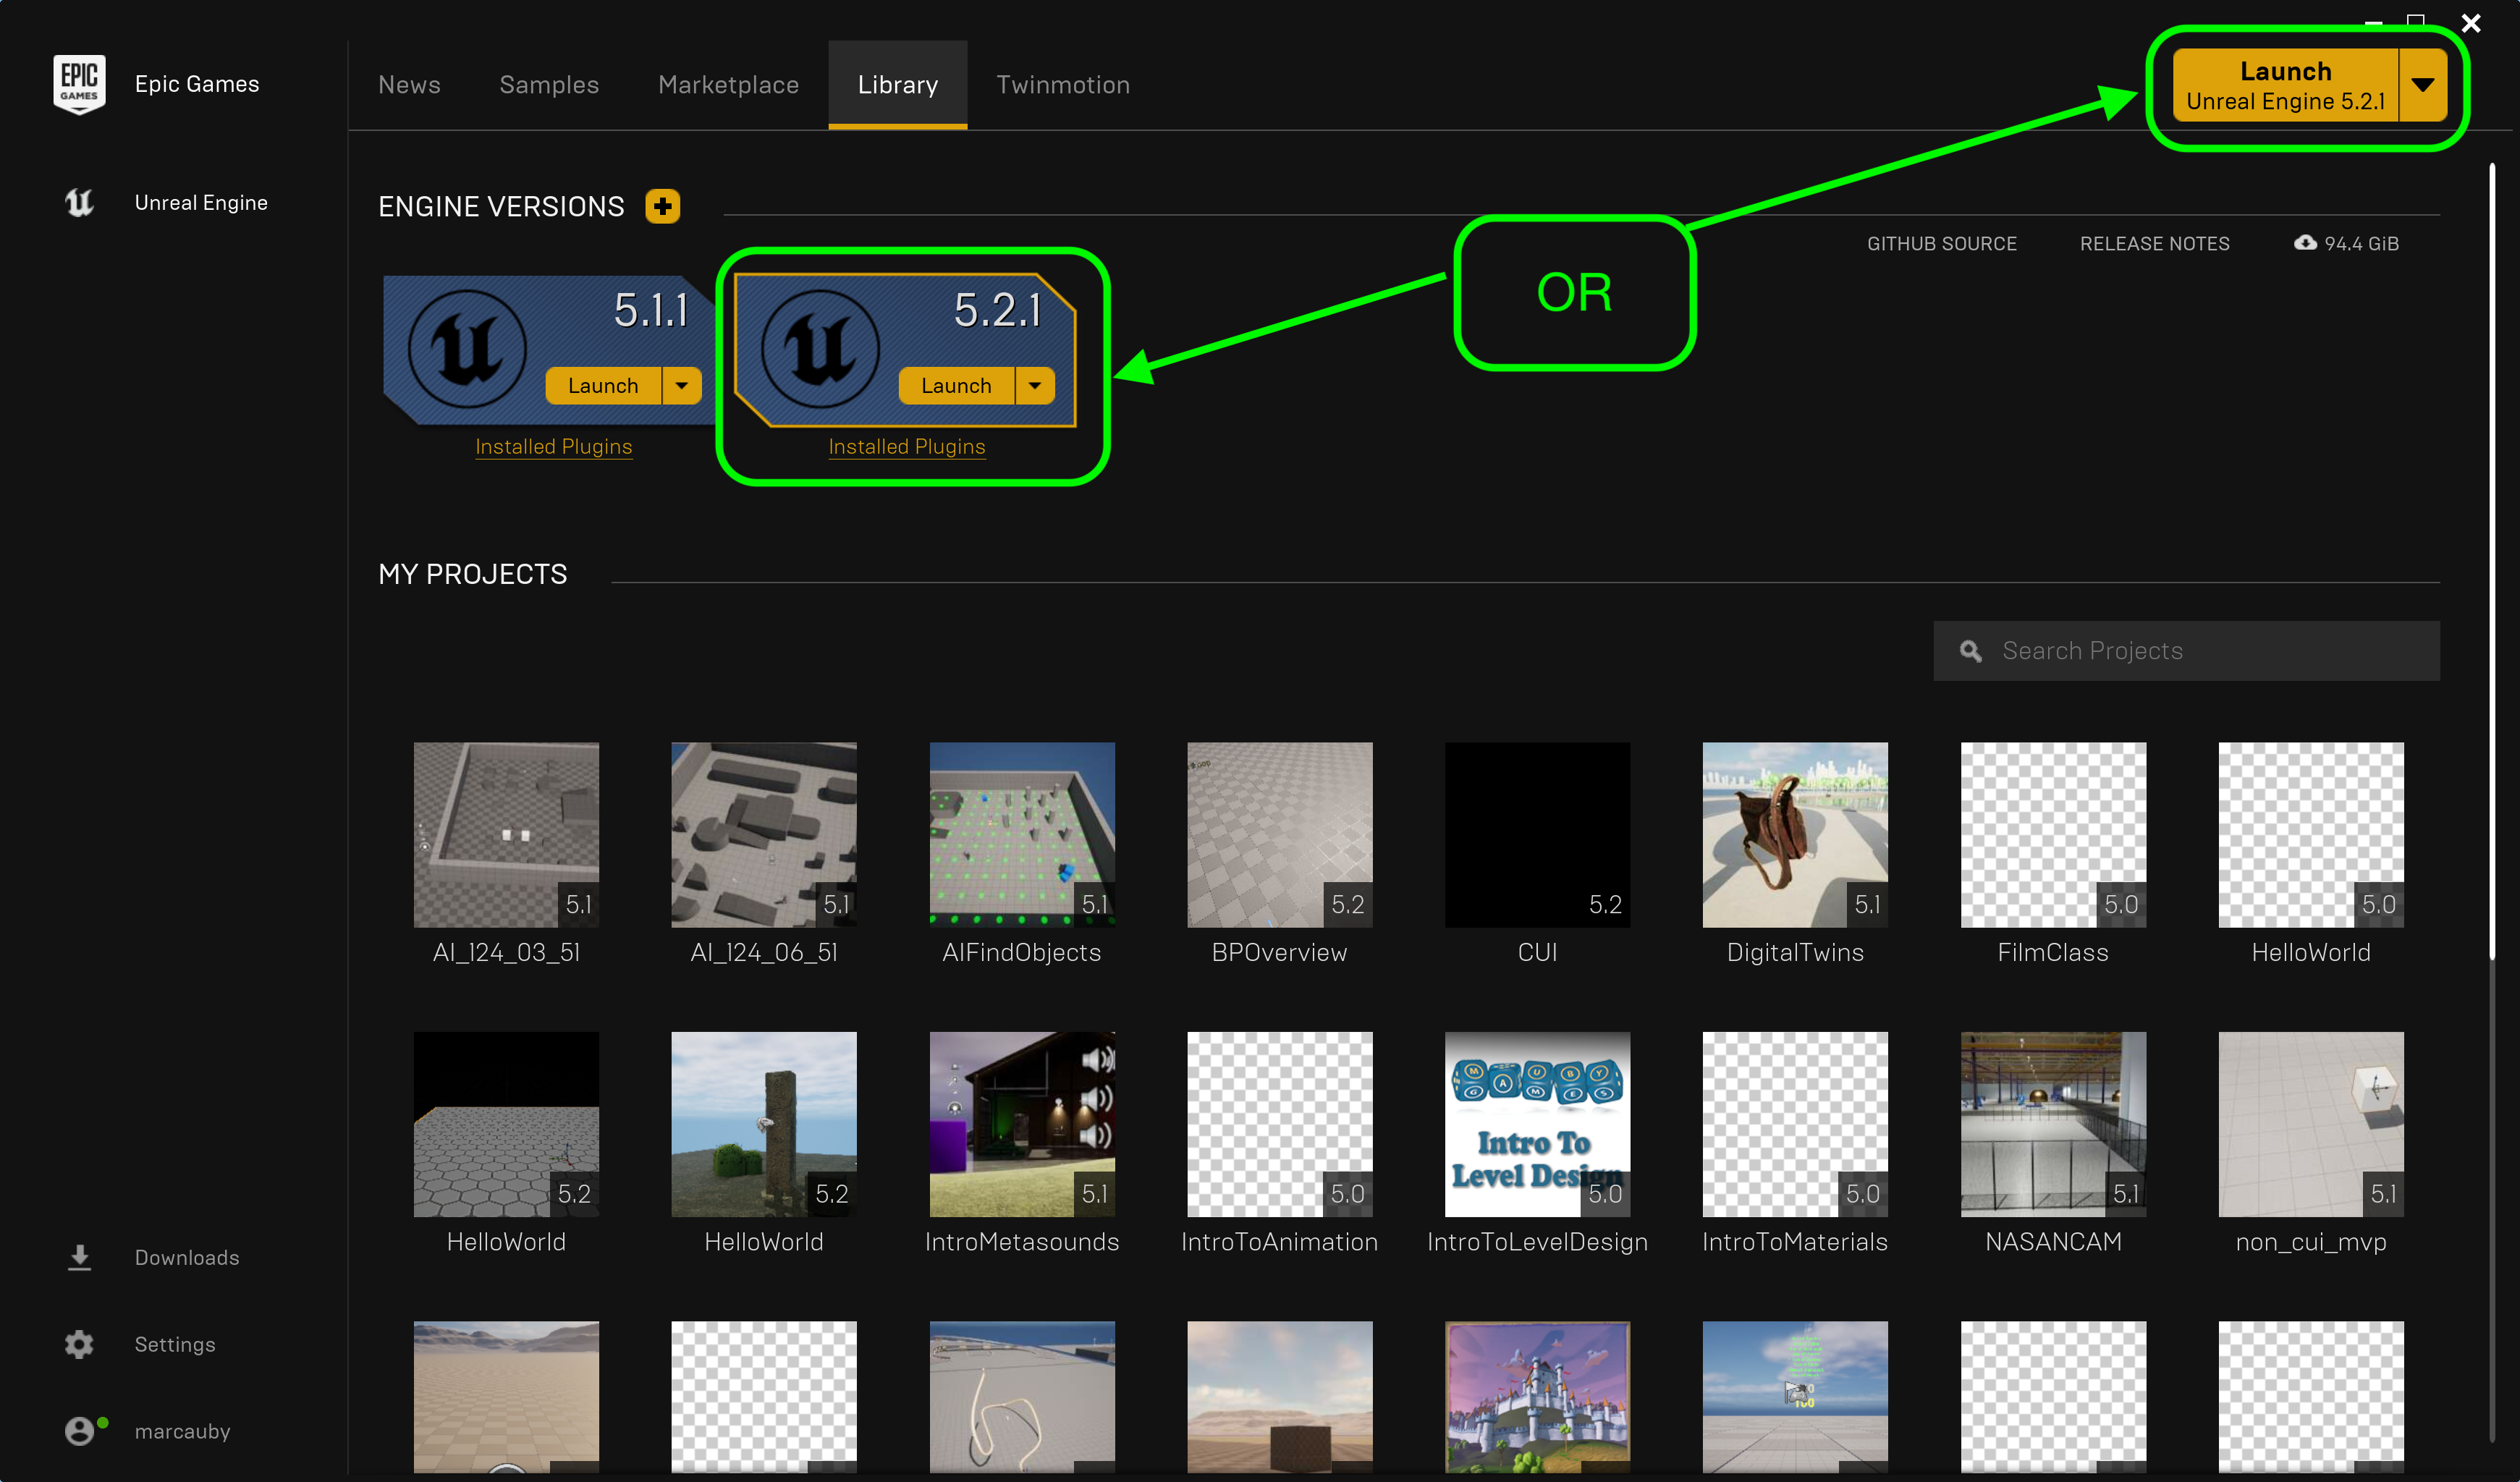 EPIC
GAMES
Epic Games
News
Samples
Marketplace
Library
Twinmotion
Launch
Unreal Engine 5.2.1
Unreal Engine
ENGINE VERSIONS
GITHUB SOURCE
RELEASE NOTES
94.4 GiB
OR
5.1.1
Launch
Installed Plugins
5.2.1
Launch
Installed Plugins
MY PROJECTS
Search Projects
5.1
AI_124_03_51
5.1
AI_124_06_51
5.1
AIFindObjects
5.2
BPOverview
5.2
CUI
5.1
DigitalTwins
5.0
FilmClass
5.0
HelloWorld
5.2
HelloWorld
5.2
HelloWorld
5.1
IntroMetasounds
5.0
IntroToAnimation
MAUBY
GAMES
Intro To
Level Design
5.0
IntroToLevelDesign
5.0
IntroToMaterials
5.1
NASANCAM
5.1
non_cui_mvp
Downloads
Settings
marcauby